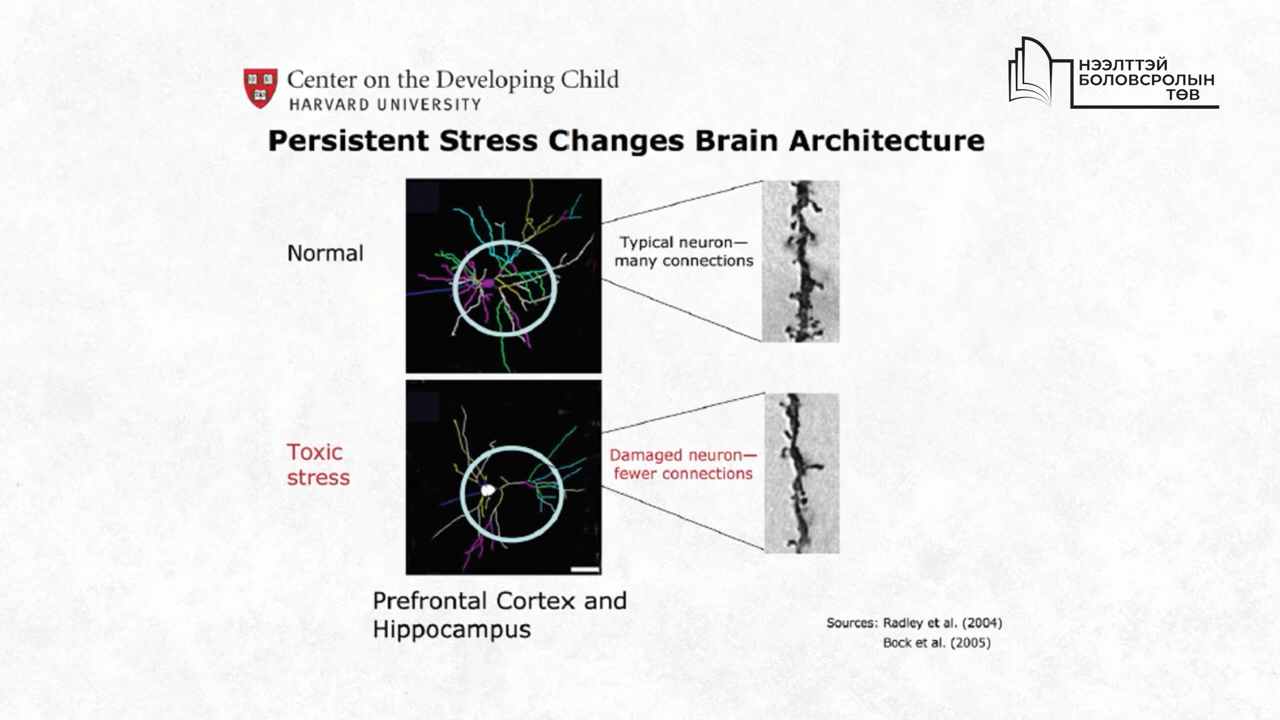 Center on the Developing Child
HARVARD UNIVERSITY
НЭЭЛТТЭЙ
БОЛОВСРОЛЫН
ТӨВ
Persistent Stress Changes Brain Architecture
Normal
Typical neuron—
many connections
Toxic
stress
Damaged neuron—
fewer connections
Prefrontal Cortex and
Hippocampus
Sources: Radley et al. (2004)
Bock et al. (2005)